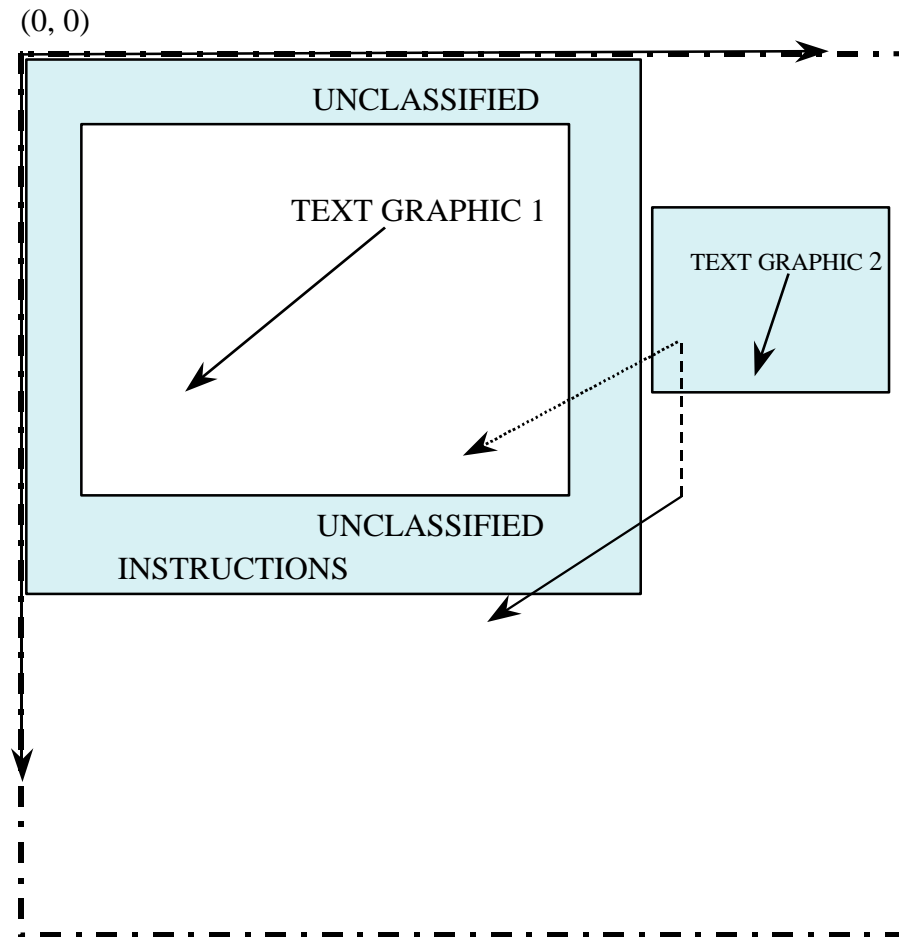 (0, 0)
UNCLASSIFIED
TEXT GRAPHIC 1
TEXT GRAPHIC 2
UNCLASSIFIED
INSTRUCTIONS